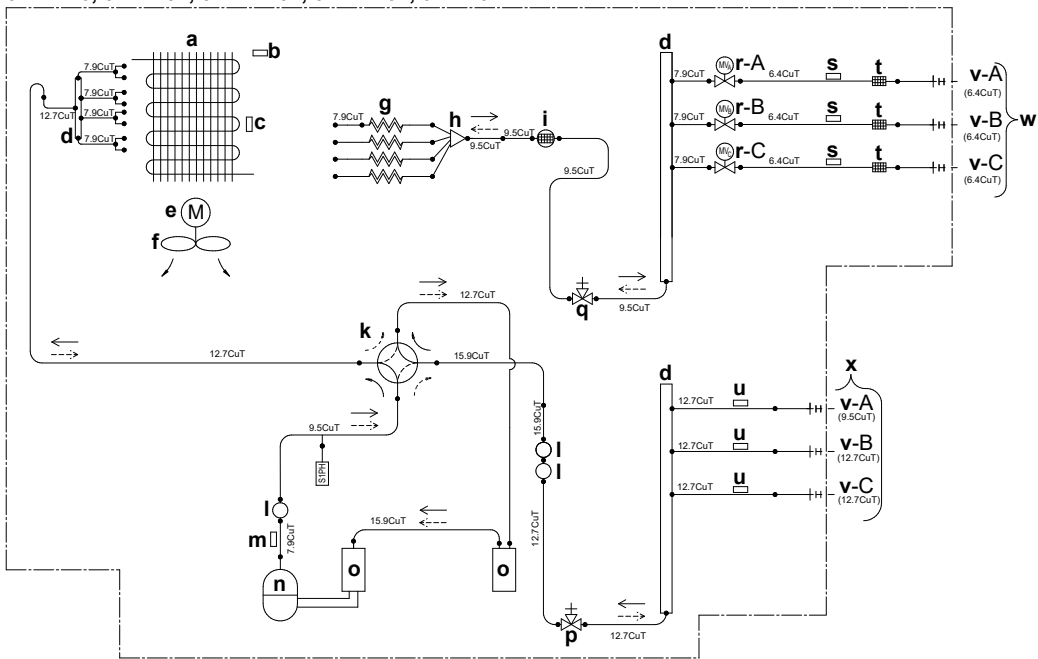 a
b
7.9CuT
7.9CuT
7.9CuT
7.9CuT
12.7CuT
d
c
e
M
f
g
7.9CuT
h
9.5CuT
9.5CuT
i
9.5CuT
q
9.5CuT
d
7.9CuT
r-A
6.4CuT
s
t
v-A
(6.4CuT)
7.9CuT
r-B
6.4CuT
s
t
v-B
(6.4CuT)
w
7.9CuT
r-C
6.4CuT
s
t
v-C
(6.4CuT)
12.7CuT
k
12.7CuT
15.9CuT
15.9CuT
9.5CuT
S1PH
l
m
7.9CuT
n
o
15.9CuT
o
l
l
12.7CuT
p
12.7CuT
d
x
12.7CuT
u
v-A
(9.5CuT)
12.7CuT
u
v-B
(12.7CuT)
12.7CuT
u
v-C
(12.7CuT)